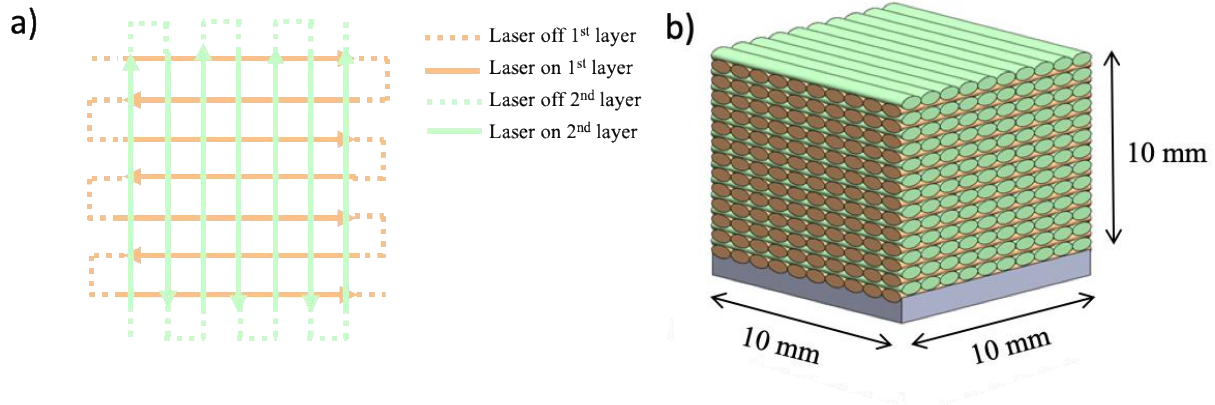 a)
Laser off 1st layer
Laser on 1st layer
Laser off 2nd layer
Laser on 2nd layer
b)
10 mm
10 mm
10 mm